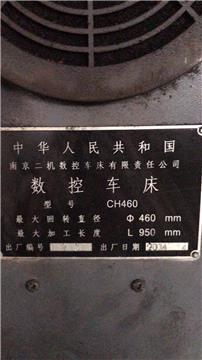 中华人民共和国
南京二机数控车床有限责任公司
数控车床
型号 CH460
最大回转直径 Φ 460 mm
最大加工长度 L 950 mm
出厂编号 出厂日期